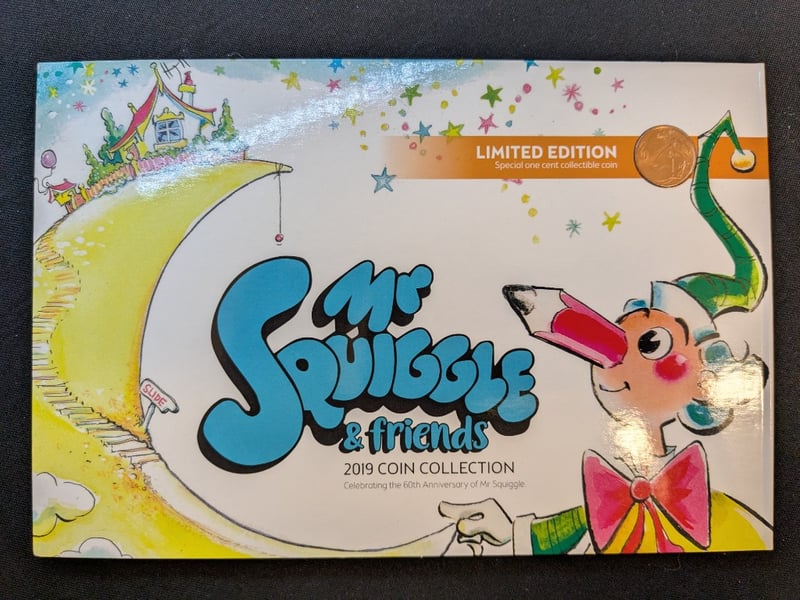 LIMITED EDITION
Special one cent collectible coin
Mr
SQUIGGLE
& friends
2019 COIN COLLECTION
Celebrating the 60th Anniversary of Mr Squiggle.
SLIDE